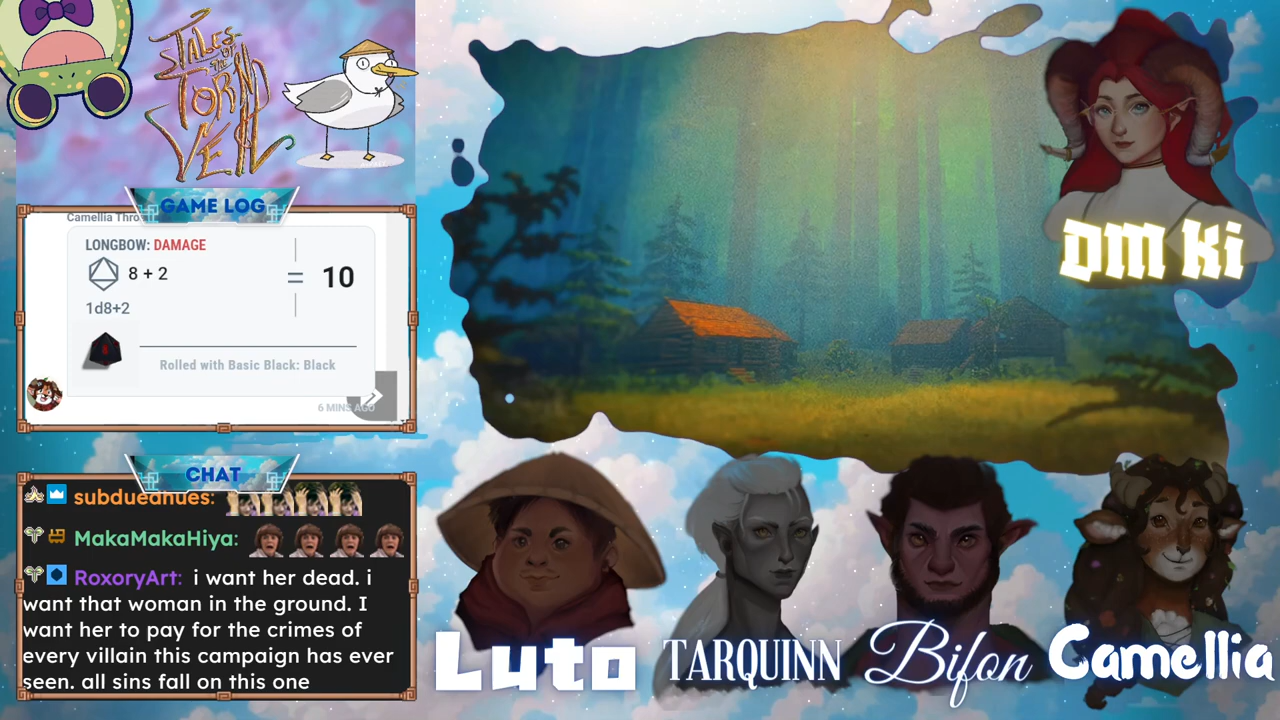 TALES
OF THE
TORN
VEIL
GAME LOG
Camellia Thro
LONGBOW: DAMAGE
8 + 2
=
10
1d8+2
Rolled with Basic Black: Black
6 MINS AGO
CHAT
subduedhues:
MakaMakaHiya:
RoxoryArt: i want her dead. i
want that woman in the ground. I
want her to pay for the crimes of
every villain this campaign has ever
seen. all sins fall on this one
DM Ki
Luto
TARQUINN
Bifon
Camellia